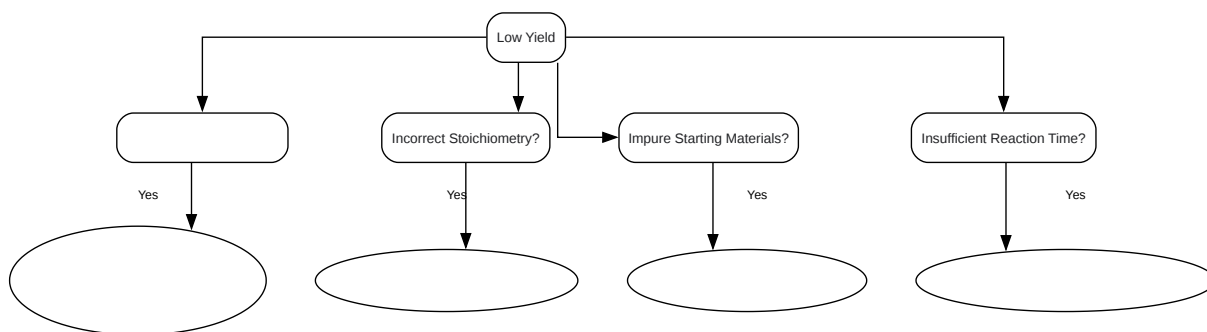 Low Yield
Incorrect Stoichiometry?
Impure Starting Materials?
Insufficient Reaction Time?
Yes
Yes
Yes
Yes